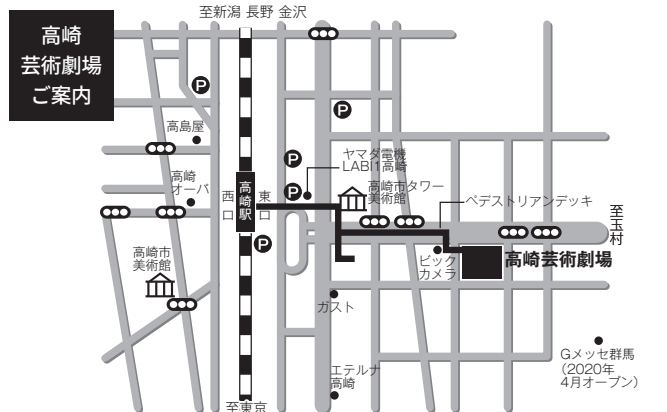 高崎
芸術劇場
ご案内
至新潟 長野 金沢
P
P
高島屋
P
ヤマダ電機
LABI1高崎
高崎
オーパ
西口
高崎駅
東口
P
高崎市タワー
美術館
ペデストリアンデッキ
至玉村
高崎市
美術館
P
ビック
カメラ
高崎芸術劇場
ガスト
Gメッセ群馬
(2020年
4月オープン)
エテルナ
高崎
至東京